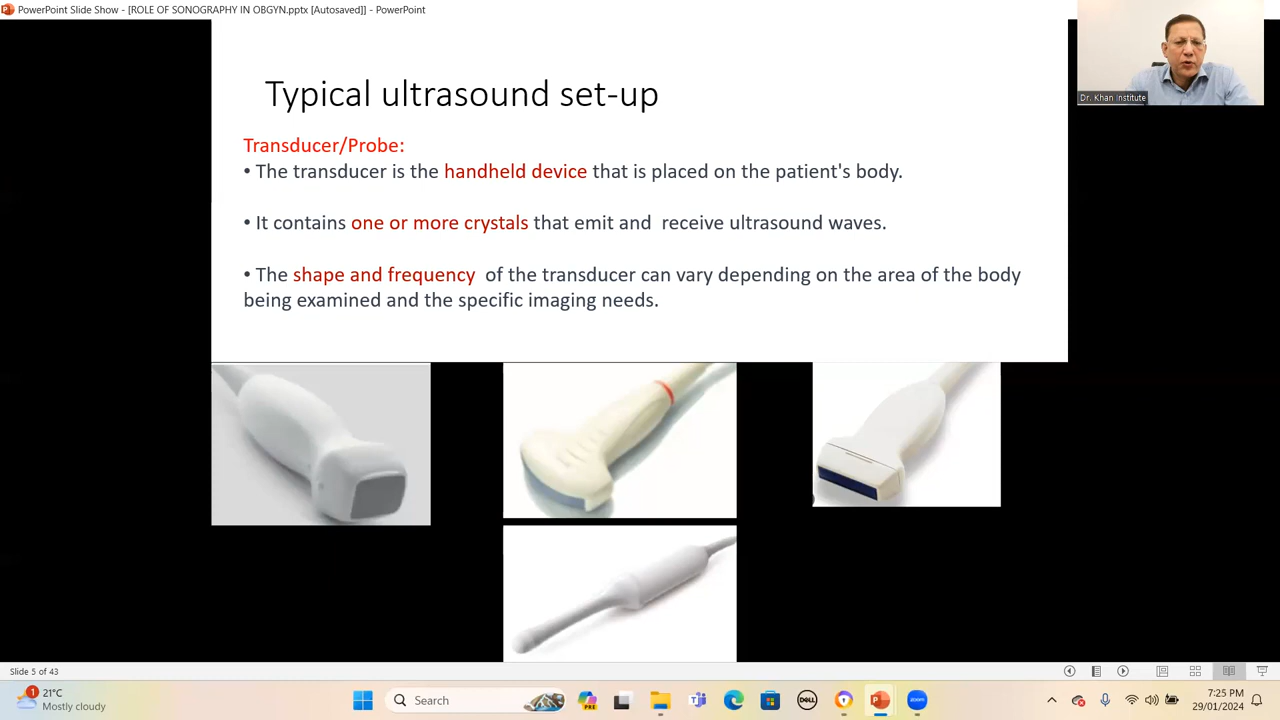 PowerPoint Slide Show - [ROLE OF SONOGRAPHY IN OBGYN.pptx [Autosaved]] - PowerPoint
Dr. Khan Institute
Typical ultrasound set-up
Transducer/Probe:
• The transducer is the handheld device that is placed on the patient's body.
• It contains one or more crystals that emit and  receive ultrasound waves.
• The shape and frequency  of the transducer can vary depending on the area of the body
being examined and the specific imaging needs.
Slide 5 of 43
1
21°C
Mostly cloudy
Search
PRE
DELL
zoom
7:25 PM
29/01/2024